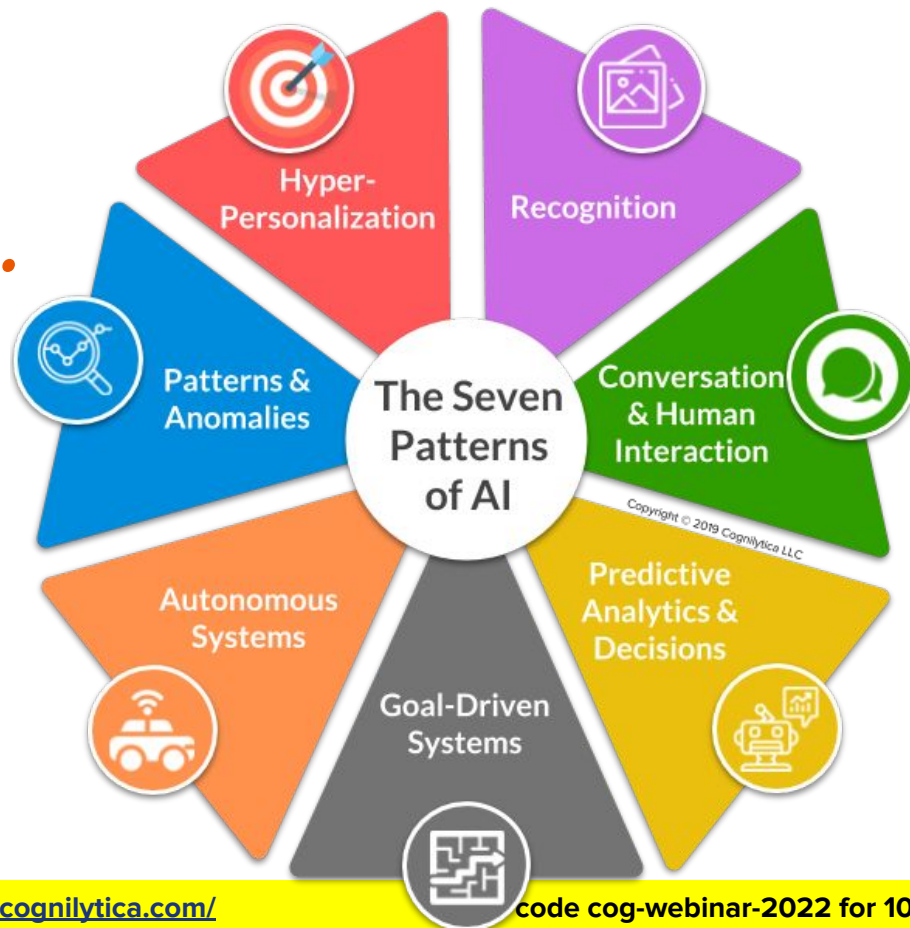 Hyper-
Personalization
Recognition
Patterns &
Anomalies
The Seven
Patterns
of AI
Conversation
& Human
Interaction
Copyright © 2019 Cognilytica LLC
Autonomous
Systems
Predictive
Analytics &
Decisions
Goal-Driven
Systems
cognilytica.com/
code cog-webinar-2022 for 10